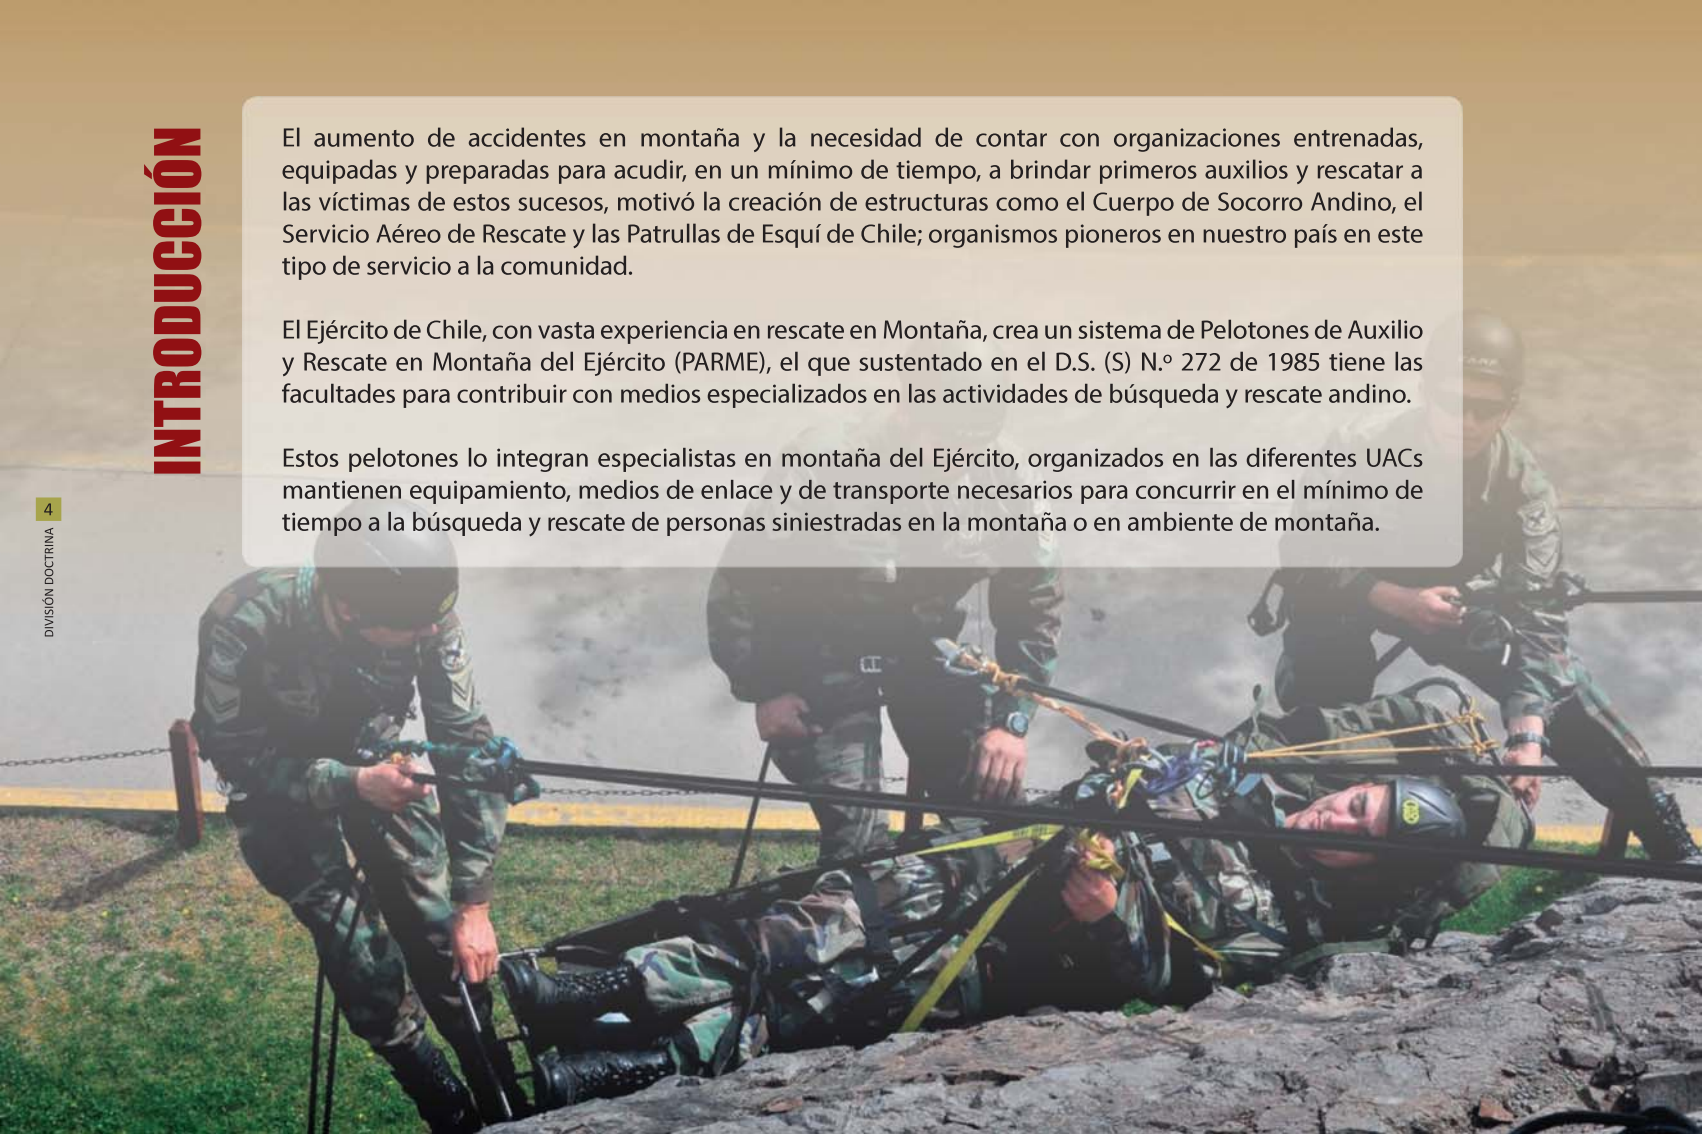 INTRODUCCIÓN
El aumento de accidentes en montaña y la necesidad de contar con organizaciones entrenadas,
equipadas y preparadas para acudir, en un mínimo de tiempo, a brindar primeros auxilios y rescatar a
las víctimas de estos sucesos, motivó la creación de estructuras como el Cuerpo de Socorro Andino, el
Servicio Aéreo de Rescate y las Patrullas de Esquí de Chile; organismos pioneros en nuestro país en este
tipo de servicio a la comunidad.
El Ejército de Chile, con vasta experiencia en rescate en Montaña, crea un sistema de Pelotones de Auxilio
y Rescate en Montaña del Ejército (PARME), el que sustentado en el D.S. (S) N.º 272 de 1985 tiene las
facultades para contribuir con medios especializados en las actividades de búsqueda y rescate andino.
Estos pelotones lo integran especialistas en montaña del Ejército, organizados en las diferentes UACs
mantienen equipamiento, medios de enlace y de transporte necesarios para concurrir en el mínimo de
tiempo a la búsqueda y rescate de personas siniestradas en la montaña o en ambiente de montaña.
4
DIVISIÓN DOCTRINA